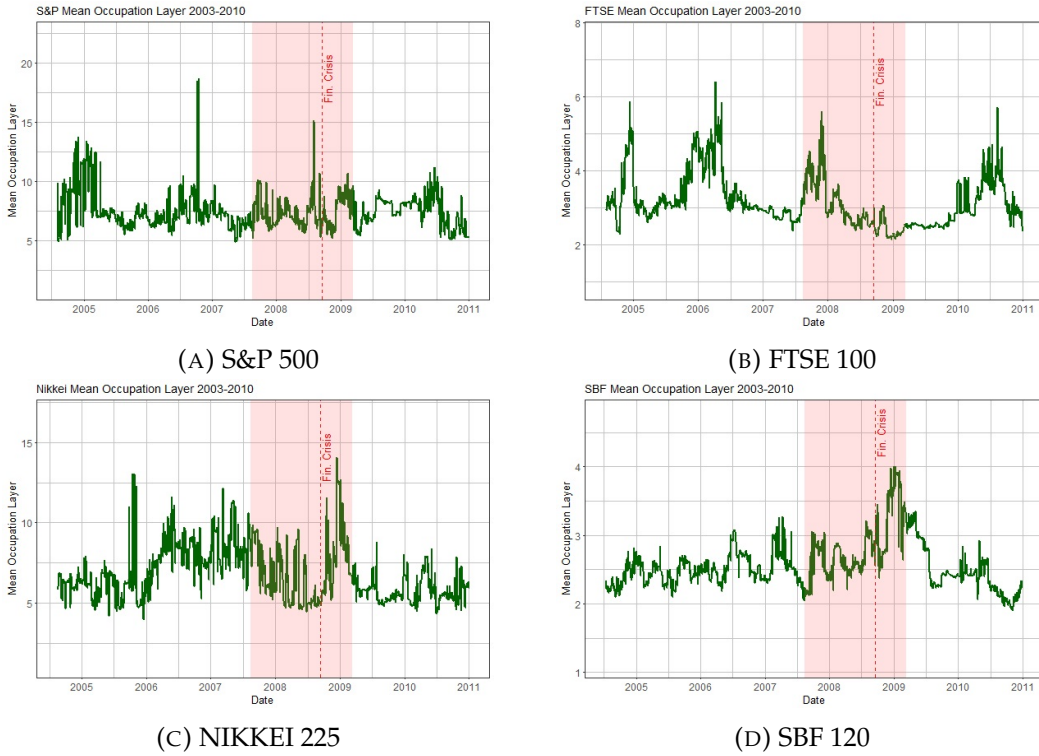 S&P Mean Occupation Layer 2003-2010
Mean Occupation Layer
20
15
10
5
Fin. Crisis
2005 2006 2007 2008 2009 2010 2011
Date
(A) S&P 500
FTSE Mean Occupation Layer 2003-2010
Mean Occupation Layer
8
6
4
2
Fin. Crisis
2005 2006 2007 2008 2009 2010 2011
Date
(B) FTSE 100
Nikkei Mean Occupation Layer 2003-2010
Mean Occupation Layer
15
10
5
Fin. Crisis
2005 2006 2007 2008 2009 2010 2011
Date
(C) NIKKEI 225
SBF Mean Occupation Layer 2003-2010
Mean Occupation Layer
4
3
2
1
Fin. Crisis
2005 2006 2007 2008 2009 2010 2011
Date
(D) SBF 120